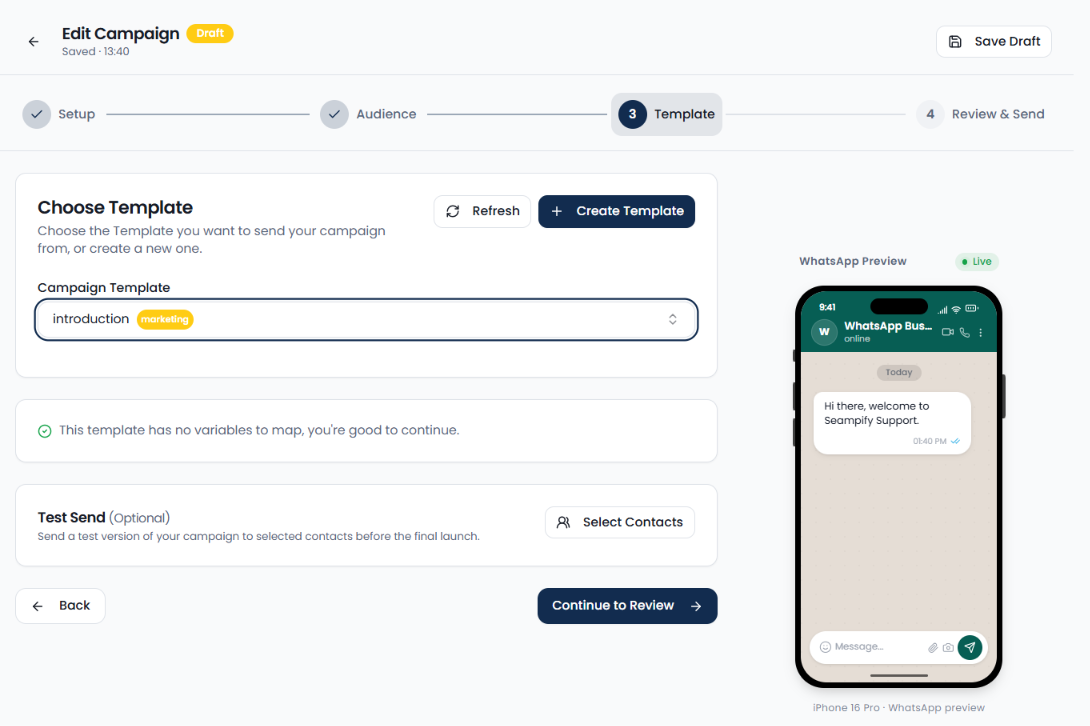 Edit Campaign Draft
Saved · 13:40
Save Draft
Setup
Audience
3 Template
4 Review & Send
Choose Template
Choose the Template you want to send your campaign
from, or create a new one.
Refresh
+ Create Template
Campaign Template
introduction marketing
This template has no variables to map, you're good to continue.
Test Send (Optional)
Send a test version of your campaign to selected contacts before the final launch.
Select Contacts
Back
Continue to Review
WhatsApp Preview
Live
9:41
W
WhatsApp Bus...
online
Today
Hi there, welcome to
Seampify Support.
01:40 PM
Message...
iPhone 16 Pro · WhatsApp preview